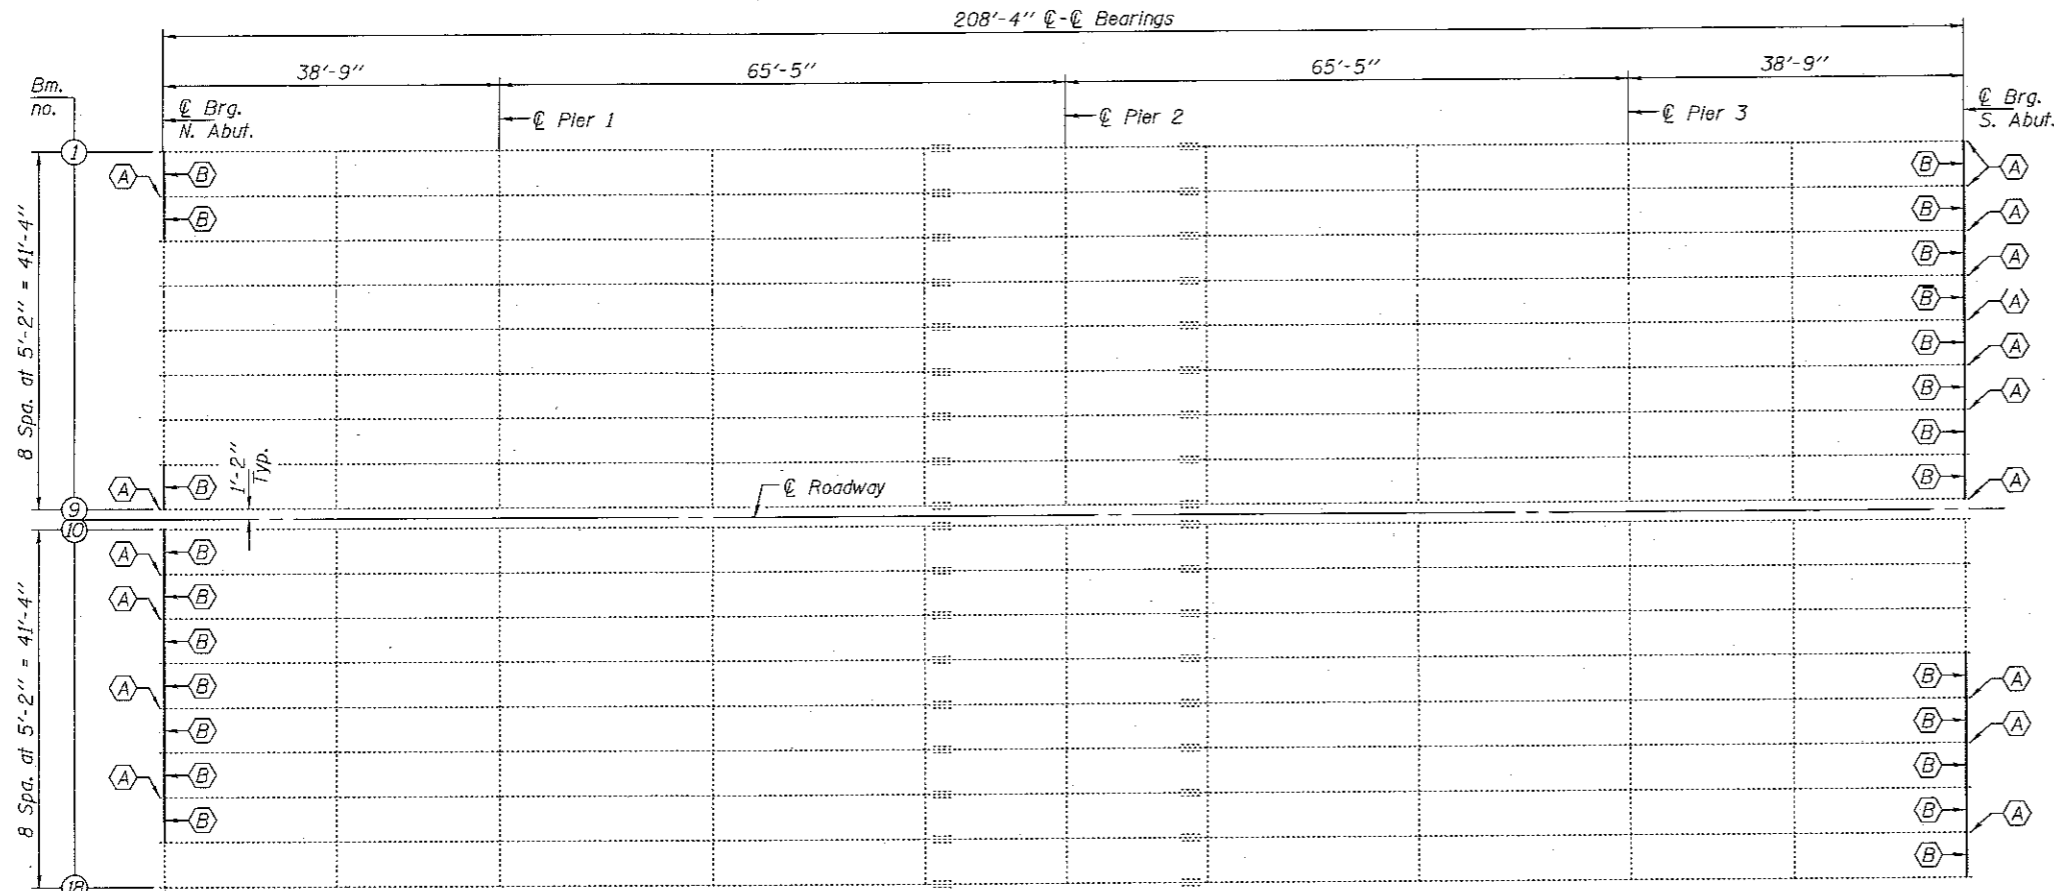 208'-4" ℄-℄ Bearings
38'-9" 65'-5" 65'-5" 38'-9"
Bm.
no.
℄ Brg.
N. Abut.
℄ Pier 1
℄ Pier 2
℄ Pier 3
℄ Brg.
S. Abut.
1
A B B A
B B A
B A
B A
B A
B A
B
8 Spa. at 5'-2" = 41'-4"
1'-2"
Typ.
A B B A
℄ Roadway
9
10
A B
A B
B
A B B A
B B A
A B B
B B A
B
8 Spa. at 5'-2" = 41'-4"
18